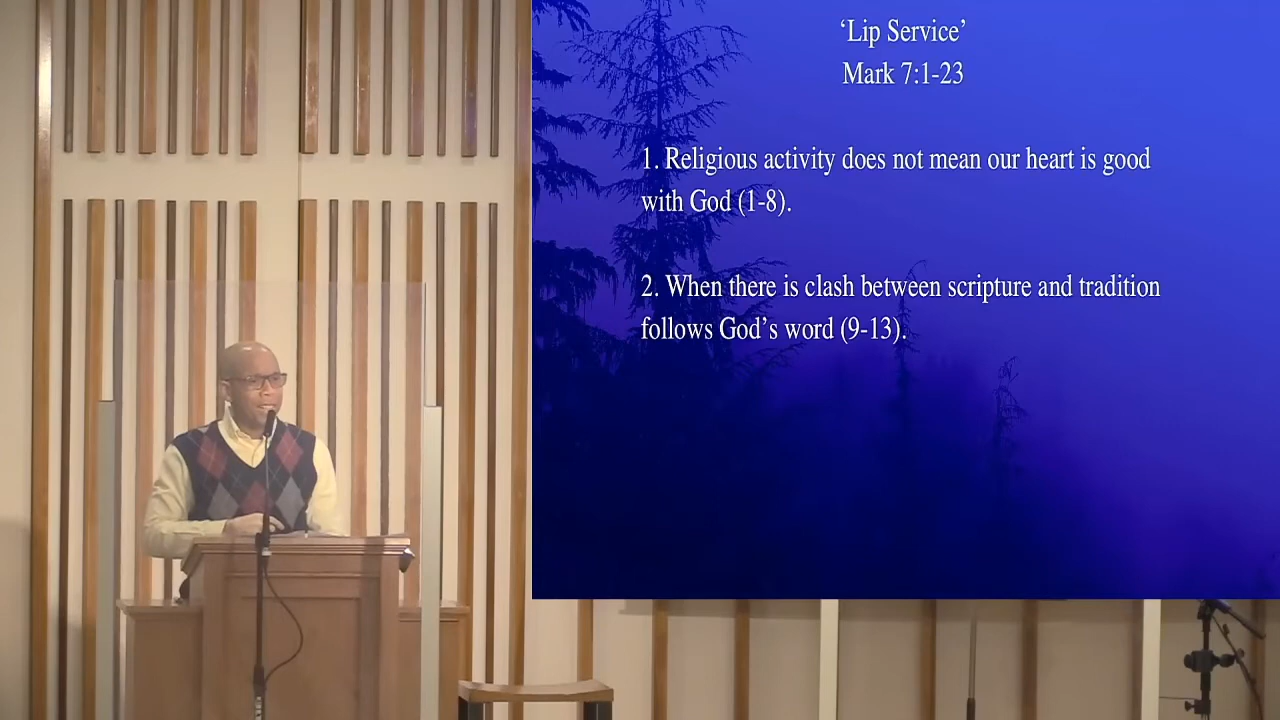 ‘Lip Service’
Mark 7:1-23
1. Religious activity does not mean our heart is good
with God (1-8).
2. When there is clash between scripture and tradition
follows God’s word (9-13).